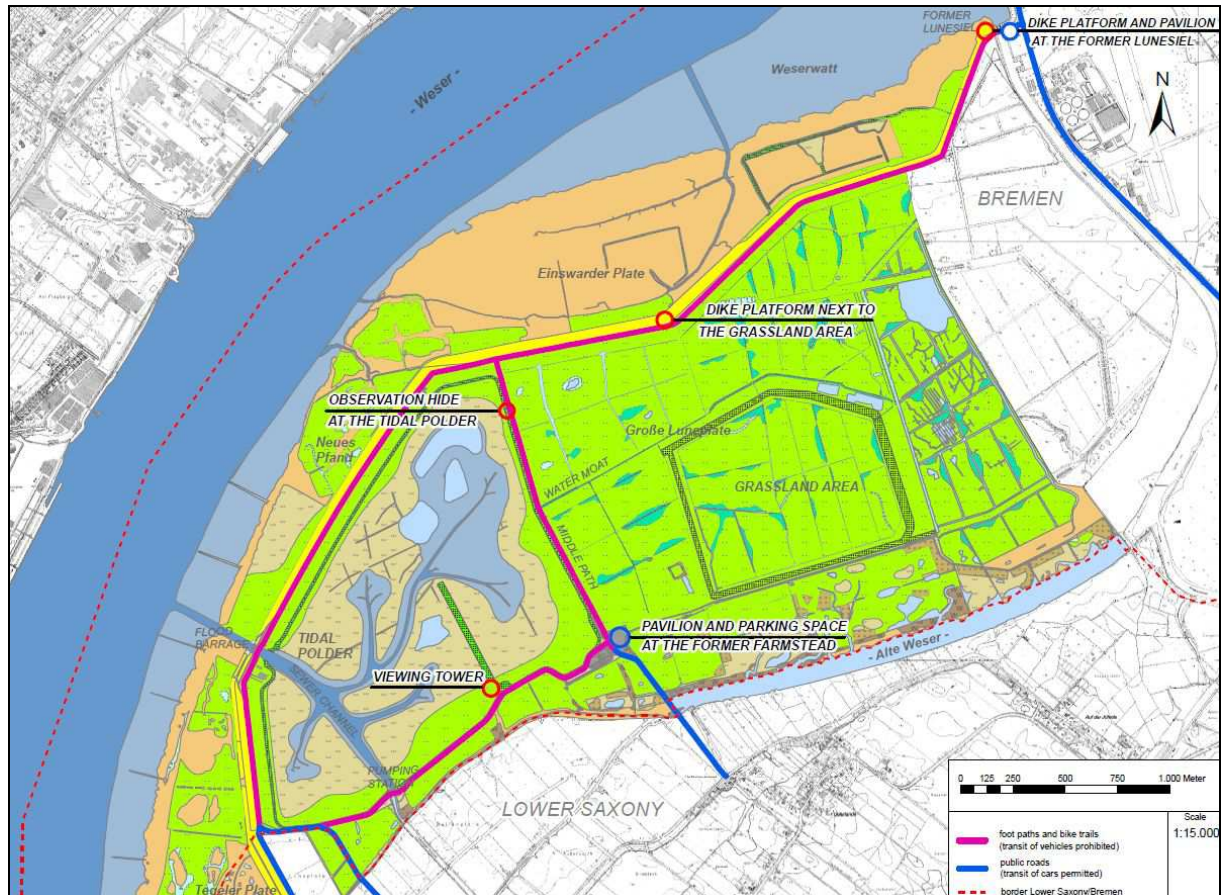 FORMER
LUNESIEL
DIKE PLATFORM AND PAVILION
AT THE FORMER LUNESIEL
- Weser -
Weserwatt
N
BREMEN
Einswarder Plate
DIKE PLATFORM NEXT TO
THE GRASSLAND AREA
OBSERVATION HIDE
AT THE TIDAL POLDER
Neues
Pfand
Große Luneplate
WATER MOAT
GRASSLAND AREA
MIDDLE PATH
PAVILION AND PARKING SPACE
AT THE FORMER FARMSTEAD
- Alte Weser -
FLOOD
BARRAGE
TIDAL
POLDER
VIEWING TOWER
SEWER CHANNEL
PUMPING
STATION
LOWER SAXONY
Tegeler Plate
0 125 250 500 750 1.000 Meter
Scale
1:15.000
foot paths and bike trails
(transit of vehicles prohibited)
public roads
(transit of cars permitted)
border Lower Saxony/Bremen